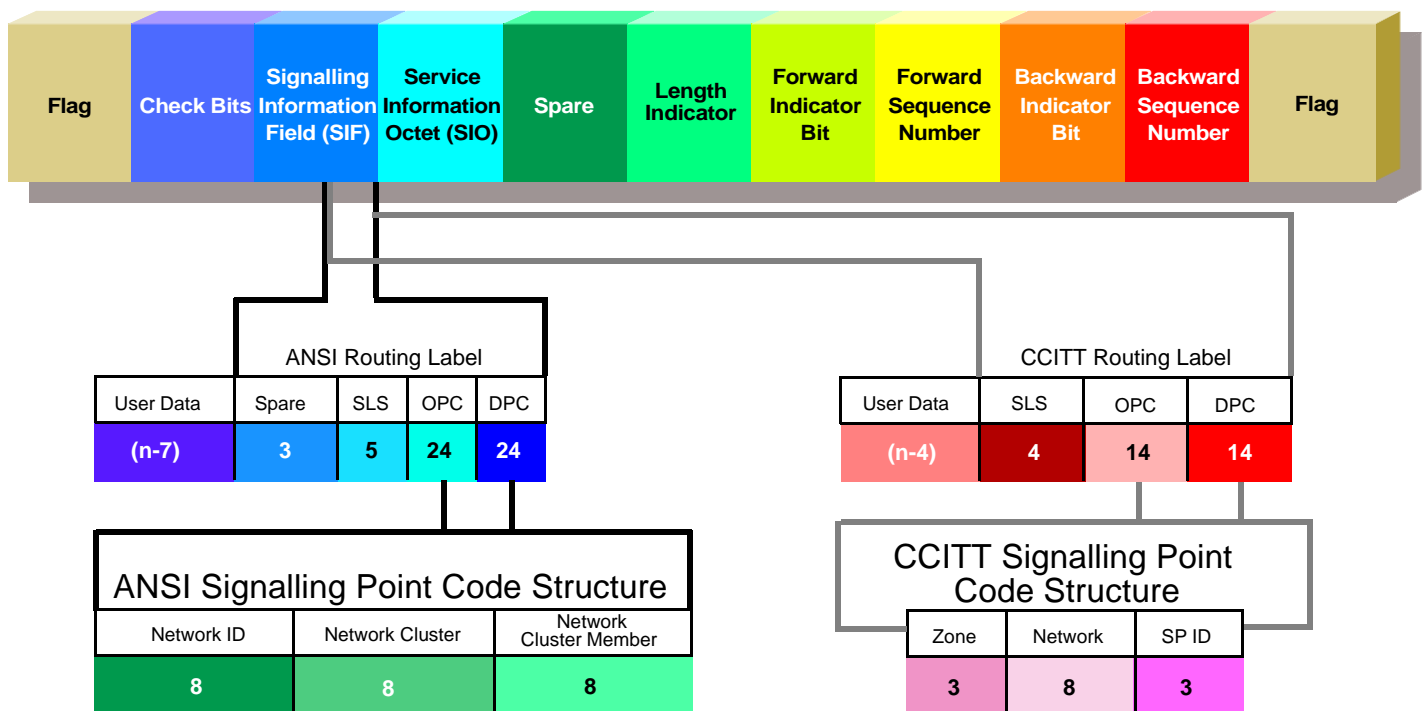 Flag
Check Bits
Signalling
Information
Field (SIF)
Service
Information
Octet (SIO)
Spare
Length
Indicator
Forward
Indicator
Bit
Forward
Sequence
Number
Backward
Indicator
Bit
Backward
Sequence
Number
Flag
ANSI Routing Label
User Data Spare SLS OPC DPC
(n-7) 3 5 24 24
ANSI Signalling Point Code Structure
Network ID
Network Cluster
Network
Cluster Member
8 8 8
CCITT Routing Label
User Data SLS OPC DPC
(n-4) 4 14 14
CCITT Signalling Point
Code Structure
Zone Network SP ID
3 8 3